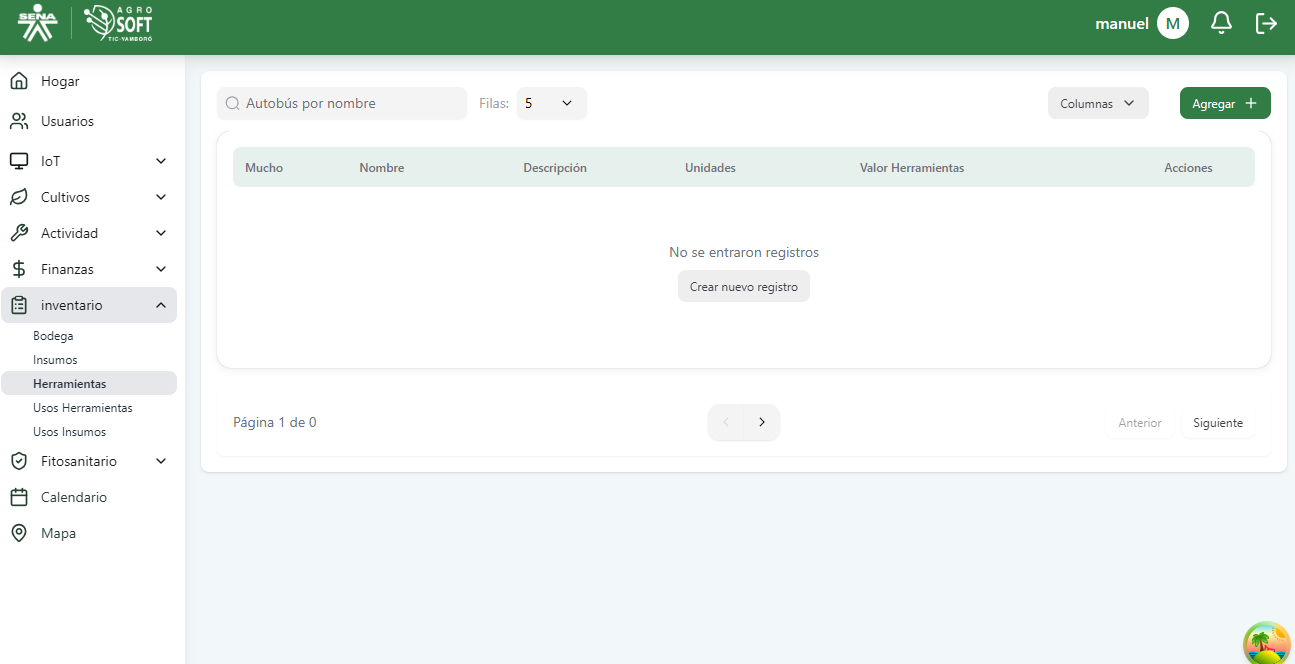 SENA
AGRO
SOFT
TIC-YAMBORÓ
manuel M
Hogar
Usuarios
IoT
Cultivos
Actividad
Finanzas
inventario
Bodega
Insumos
Herramientas
Usos Herramientas
Usos Insumos
Fitosanitario
Calendario
Mapa
Autobús por nombre
Filas: 5
Columnas
Agregar
Mucho Nombre Descripción Unidades Valor Herramientas Acciones
No se entraron registros
Crear nuevo registro
Página 1 de 0
Anterior Siguiente